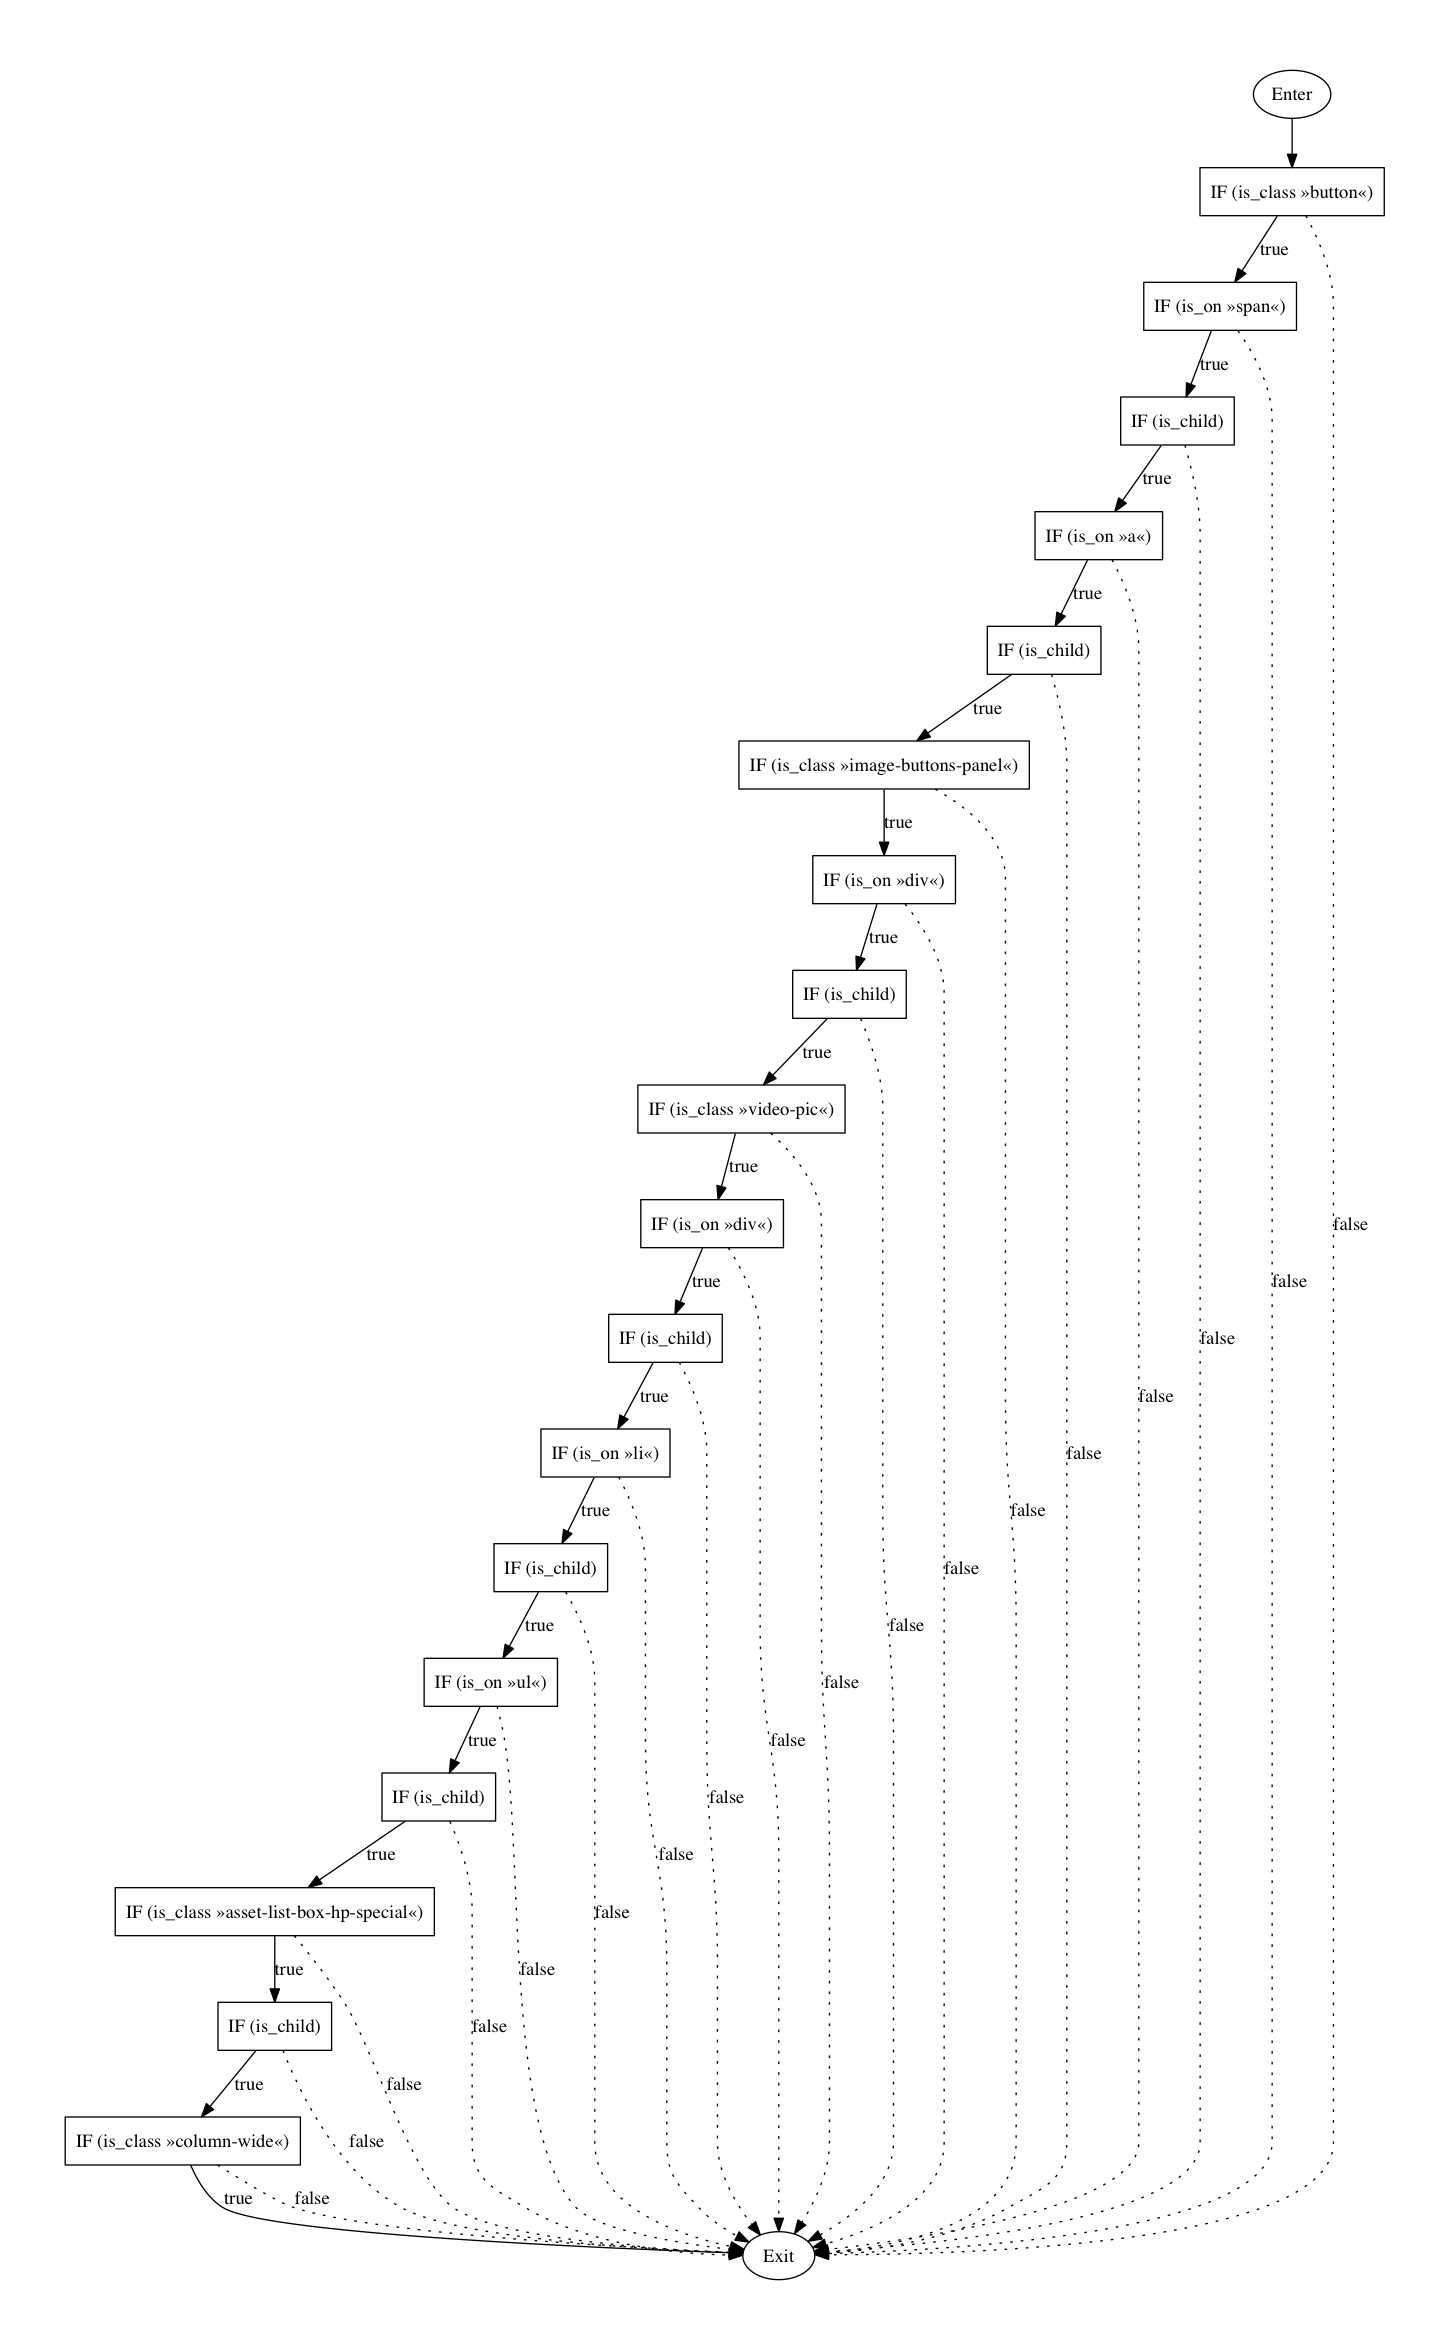 Enter
IF (is_class »button«)
true
IF (is_on »span«)
true
IF (is_child)
true
IF (is_on »a«)
true
IF (is_child)
true
IF (is_class »image-buttons-panel«)
true
IF (is_on »div«)
true
IF (is_child)
true
IF (is_class »video-pic«)
true
IF (is_on »div«)
false
true
false
IF (is_child)
false
true
false
IF (is_on »li«)
false
true
false
IF (is_child)
false
true
false
IF (is_on »ul«)
false
true
false
IF (is_child)
false
true
false
IF (is_class »asset-list-box-hp-special«)
false
true
false
IF (is_child)
false
true
false
IF (is_class »column-wide«)
false
true
false
Exit